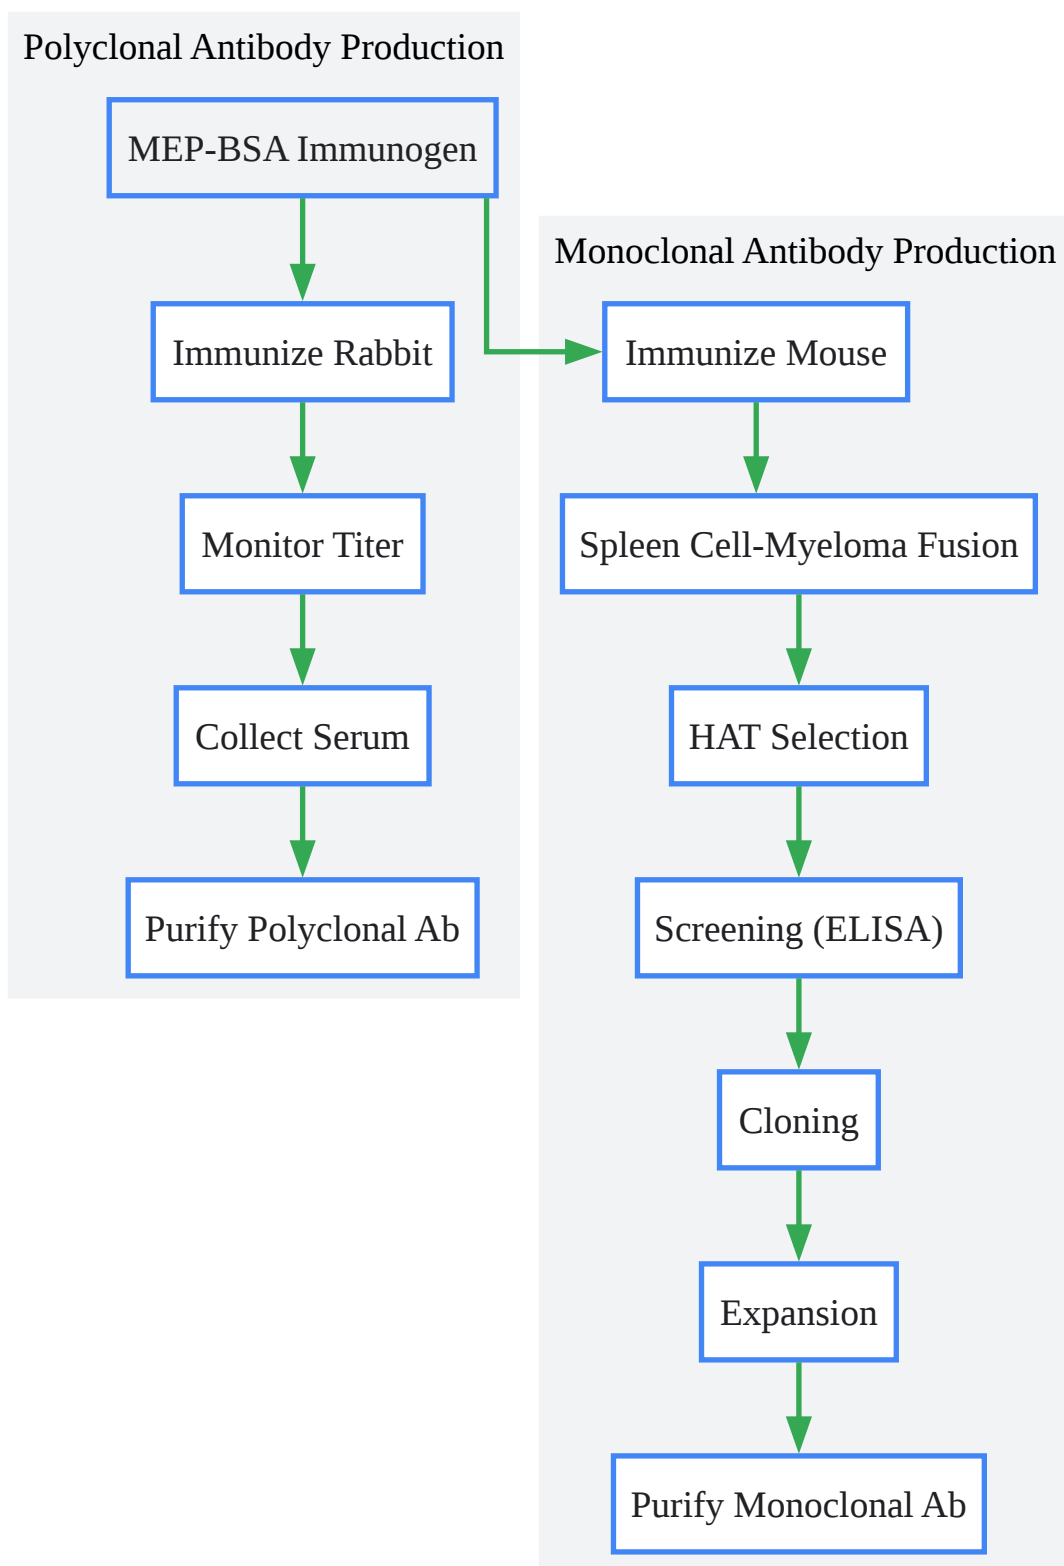 Polyclonal Antibody Production
MEP-BSA Immunogen
Immunize Rabbit
Monitor Titer
Collect Serum
Purify Polyclonal Ab
Monoclonal Antibody Production
Immunize Mouse
Spleen Cell-Myeloma Fusion
HAT Selection
Screening (ELISA)
Cloning
Expansion
Purify Monoclonal Ab